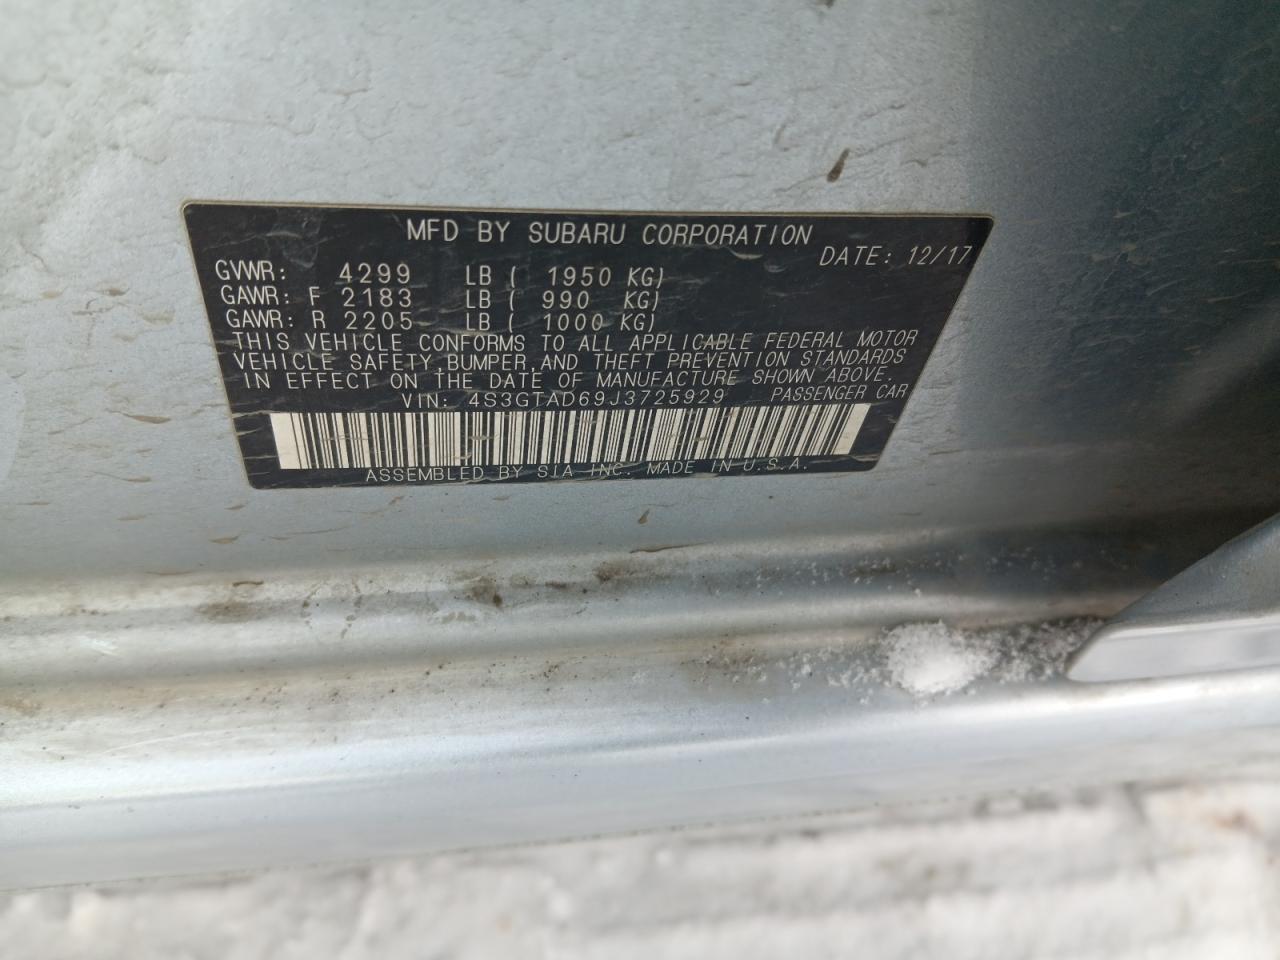 MFD BY SUBARU CORPORATION
DATE: 12/17
GVWR: 4299 LB ( 1950 KG)
GAWR: F 2183 LB ( 990 KG)
GAWR: R 2205 LB ( 1000 KG)
THIS VEHICLE CONFORMS TO ALL APPLICABLE FEDERAL MOTOR
VEHICLE SAFETY, BUMPER, AND THEFT PREVENTION STANDARDS
IN EFFECT ON THE DATE OF MANUFACTURE SHOWN ABOVE.
VIN: 4S3GTAD69J3725929 PASSENGER CAR
ASSEMBLED BY SIA INC. MADE IN U.S.A.